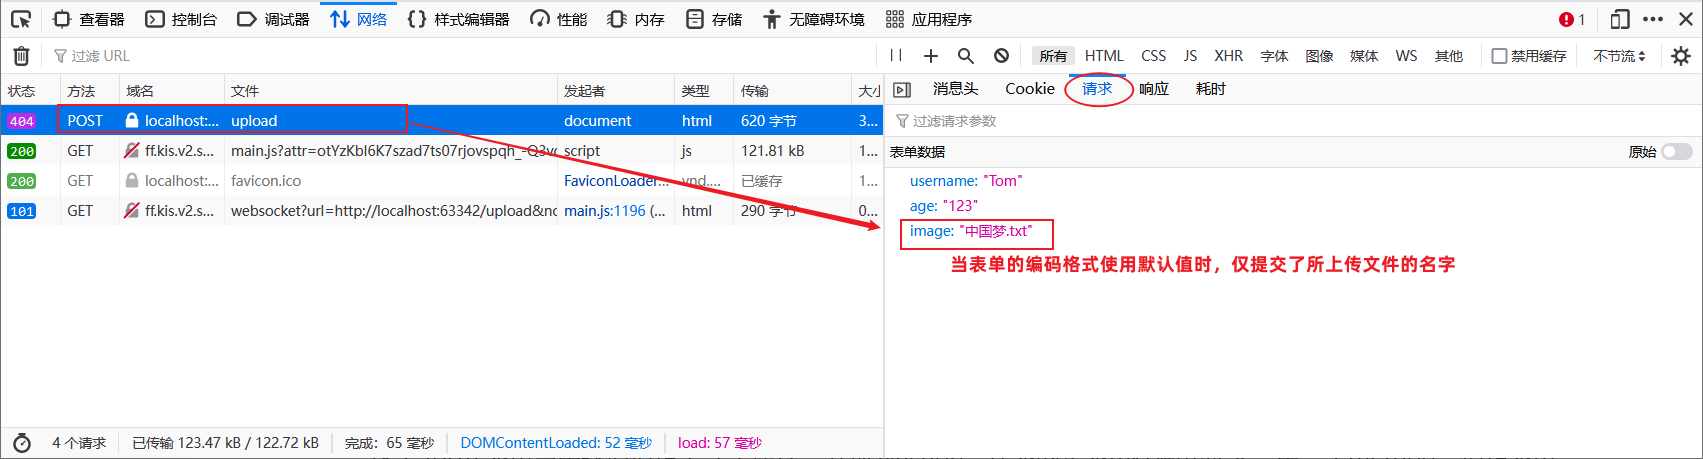 查看器 控制台 调试器 网络 样式编辑器 性能 内存 存储 无障碍环境 应用程序 1
过滤 URL 所有 HTML CSS JS XHR 字体 图像 媒体 WS 其他 禁用缓存 不节流
状态 方法 域名 文件 发起者 类型 传输 大小
消息头 Cookie 请求 响应 耗时
404 POST localhost:... upload document html 620 字节 3...
过滤请求参数
200 GET ff.kis.v2.s... main.js?attr=otYzKbI6K7szad7ts07rjovspqh_-Q3v script js 121.81 kB 1...
表单数据 原始
200 GET localhost:... favicon.ico FaviconLoader... vnd.... 已缓存 1...
username: "Tom"
age: "123"
101 GET ff.kis.v2.s... websocket?url=http://localhost:63342/upload&nc main.js:1196 (... html 290 字节 0...
image: "中国梦.txt"
当表单的编码格式使用默认值时，仅提交了所上传文件的名字
4 个请求 已传输 123.47 kB / 122.72 kB 完成：65 毫秒 DOMContentLoaded: 52 毫秒 load: 57 毫秒